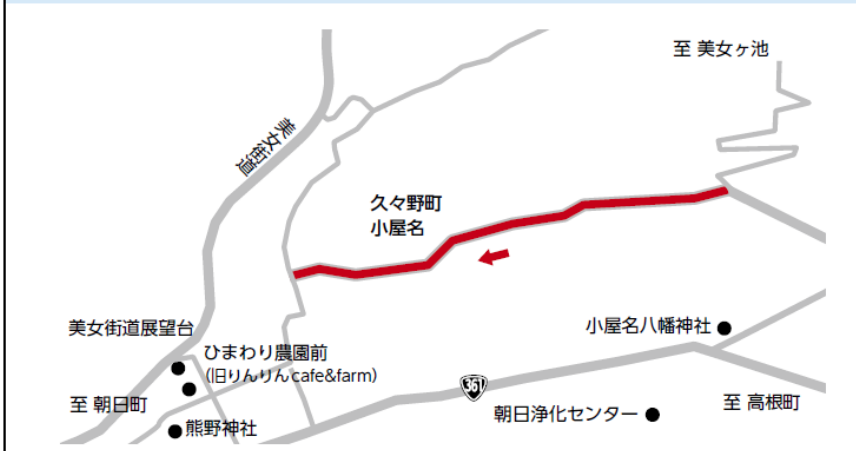 至 美女ヶ池
美女街道
久々野町
小屋名
美女街道展望台
小屋名八幡神社
ひまわり農園前
(旧りんりんcafe&farm)
361
至 朝日町
至 高根町
朝日浄化センター
熊野神社